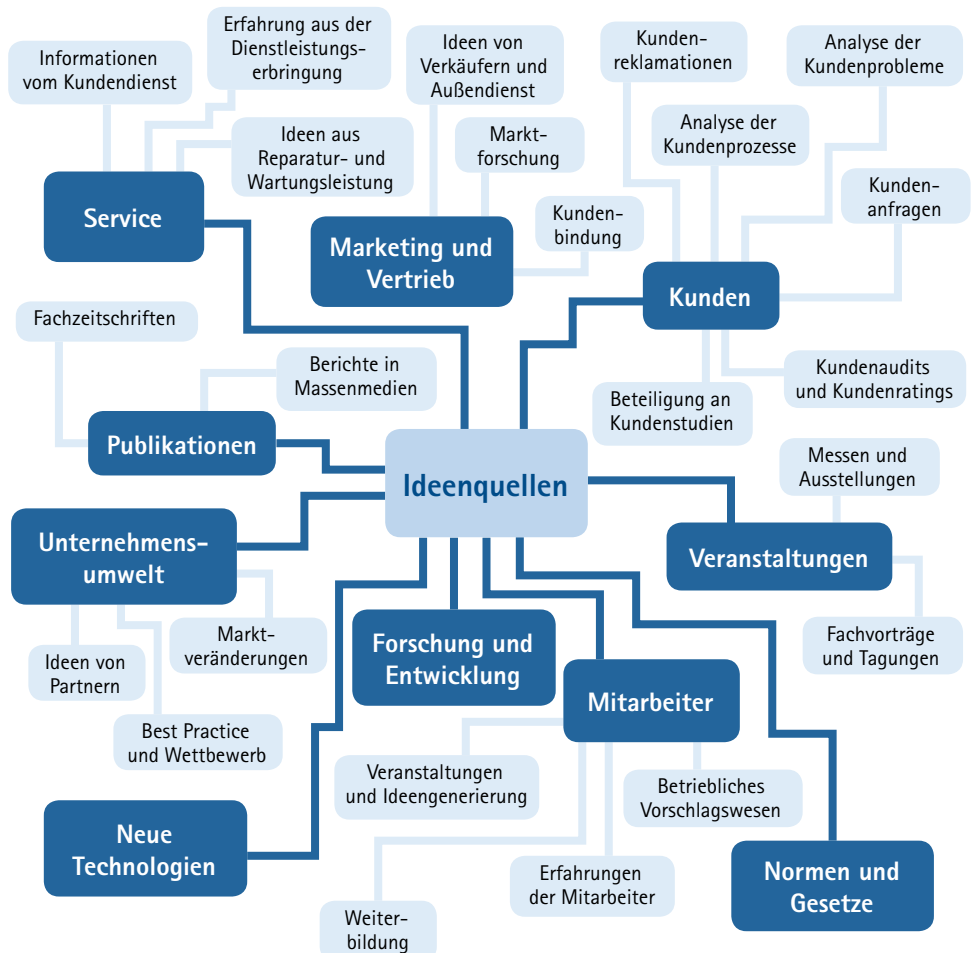 Informationen
vom Kundendienst
Erfahrung aus der
Dienstleistungs-
erbringung
Ideen aus
Reparatur- und
Wartungsleistung
Service
Ideen von
Verkäufern und
Außendienst
Markt-
forschung
Kunden-
bindung
Marketing und
Vertrieb
Kunden-
reklamationen
Analyse der
Kundenprozesse
Analyse der
Kundenprobleme
Kunden-
anfragen
Kunden
Beteiligung an
Kundenstudien
Kundenaudits
und Kundenratings
Fachzeitschriften
Berichte in
Massenmedien
Publikationen
Ideenquellen
Messen und
Ausstellungen
Veranstaltungen
Fachvorträge
und Tagungen
Unternehmens-
umwelt
Ideen von
Partnern
Markt-
veränderungen
Best Practice
und Wettbewerb
Forschung und
Entwicklung
Mitarbeiter
Veranstaltungen
und Ideengenerierung
Betriebliches
Vorschlagswesen
Erfahrungen
der Mitarbeiter
Weiter-
bildung
Neue
Technologien
Normen und
Gesetze